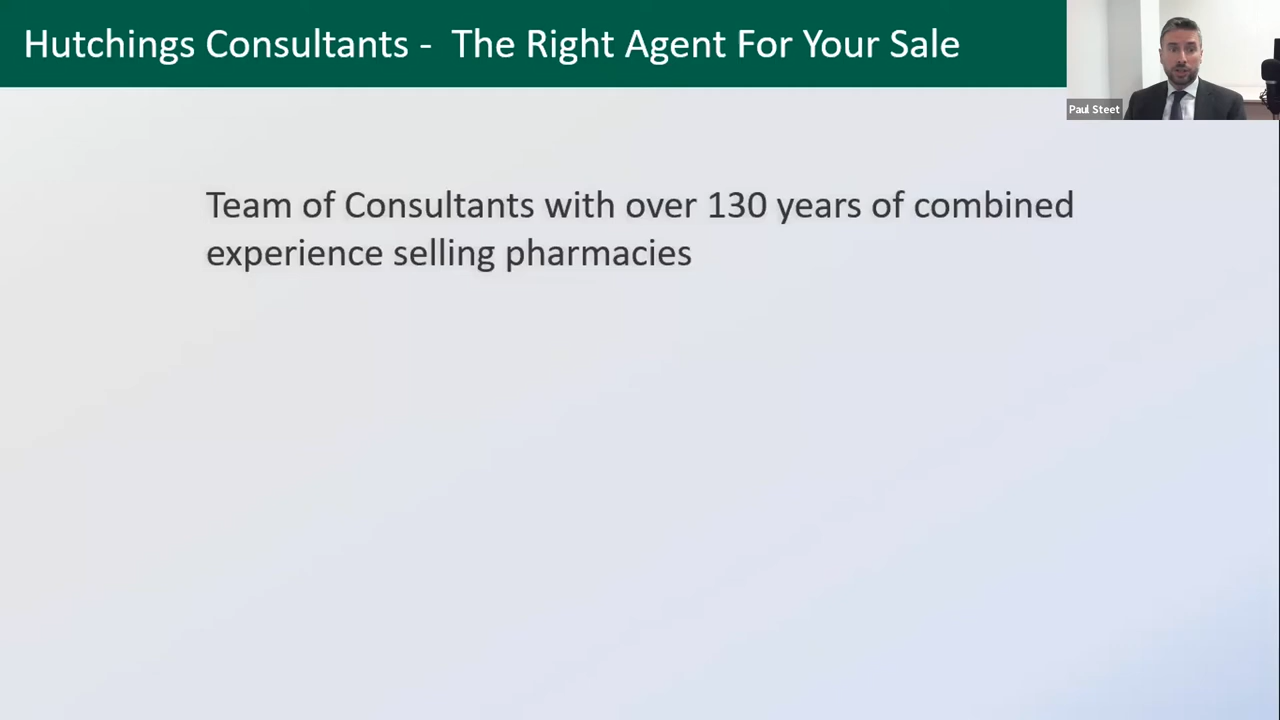 Hutchings Consultants -  The Right Agent For Your Sale
Paul Steet
Team of Consultants with over 130 years of combined
experience selling pharmacies